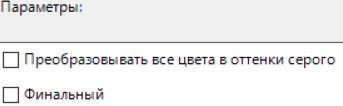 Параметры:
Преобразовывать все цвета в оттенки серого
Финальный